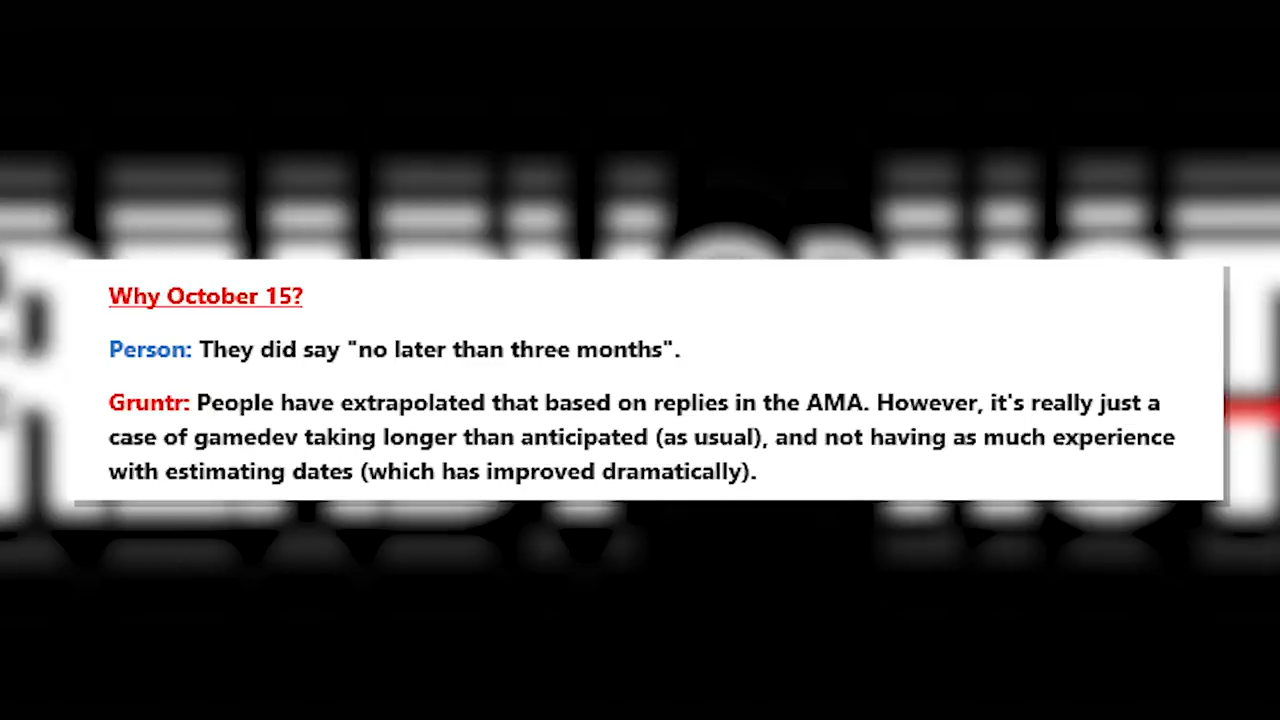 Why October 15?
Person: They did say "no later than three months".
Gruntr: People have extrapolated that based on replies in the AMA. However, it's really just a
case of gamedev taking longer than anticipated (as usual), and not having as much experience
with estimating dates (which has improved dramatically).